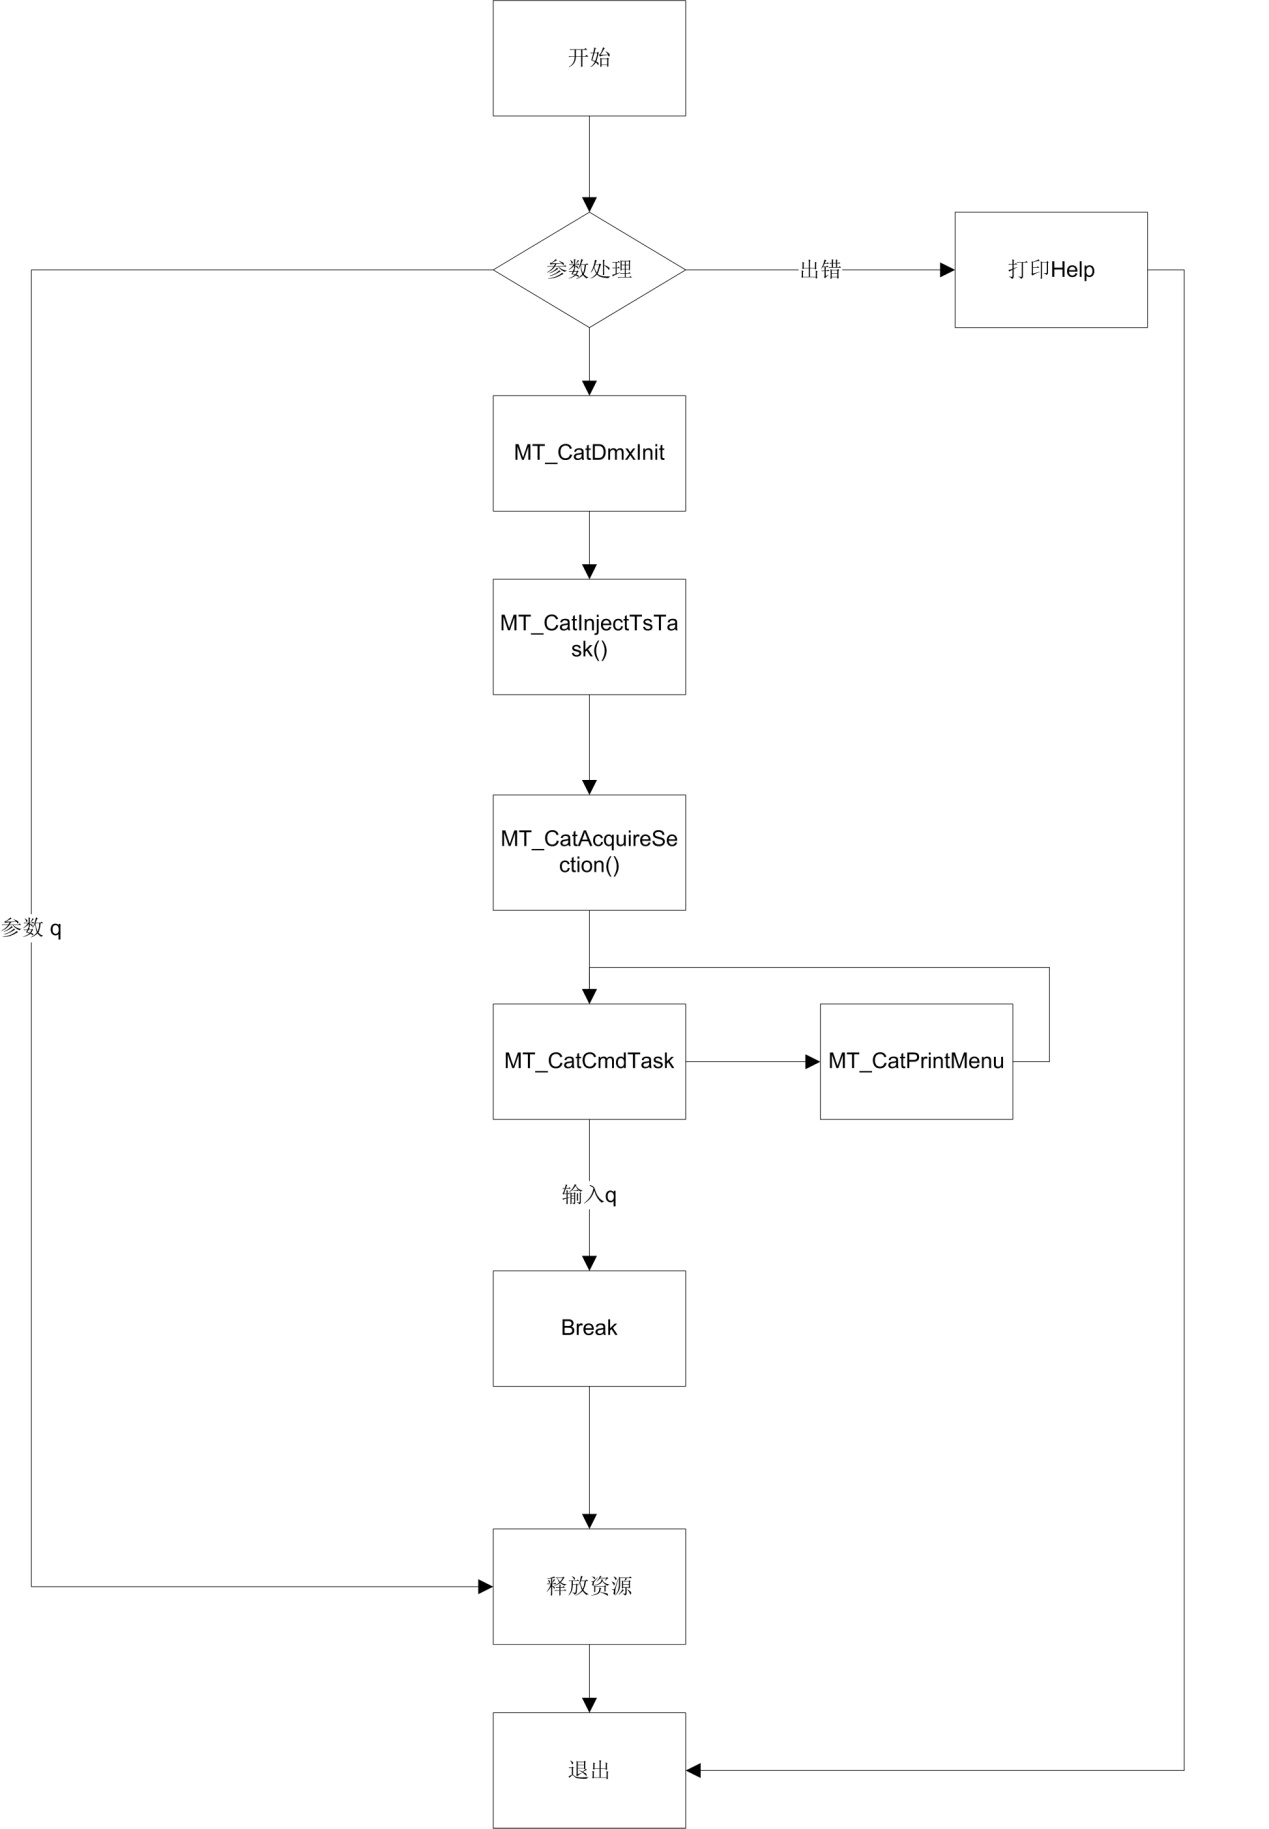 开始
参数处理
出错
打印Help
MT_CatDmxInit
MT_CatInjectTsTa
sk()
MT_CatAcquireSe
ction()
参数 q
MT_CatCmdTask
MT_CatPrintMenu
输入q
Break
释放资源
退出